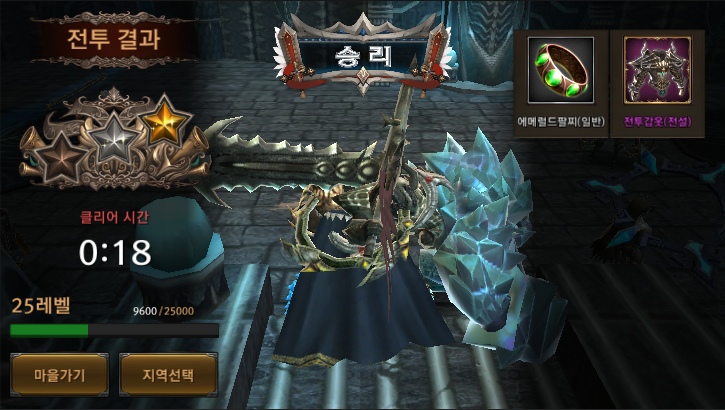 전투 결과
승리
에메랄드팔찌(일반)
전투갑옷(전설)
클리어 시간
0:18
25레벨
9600/25000
마을가기
지역선택